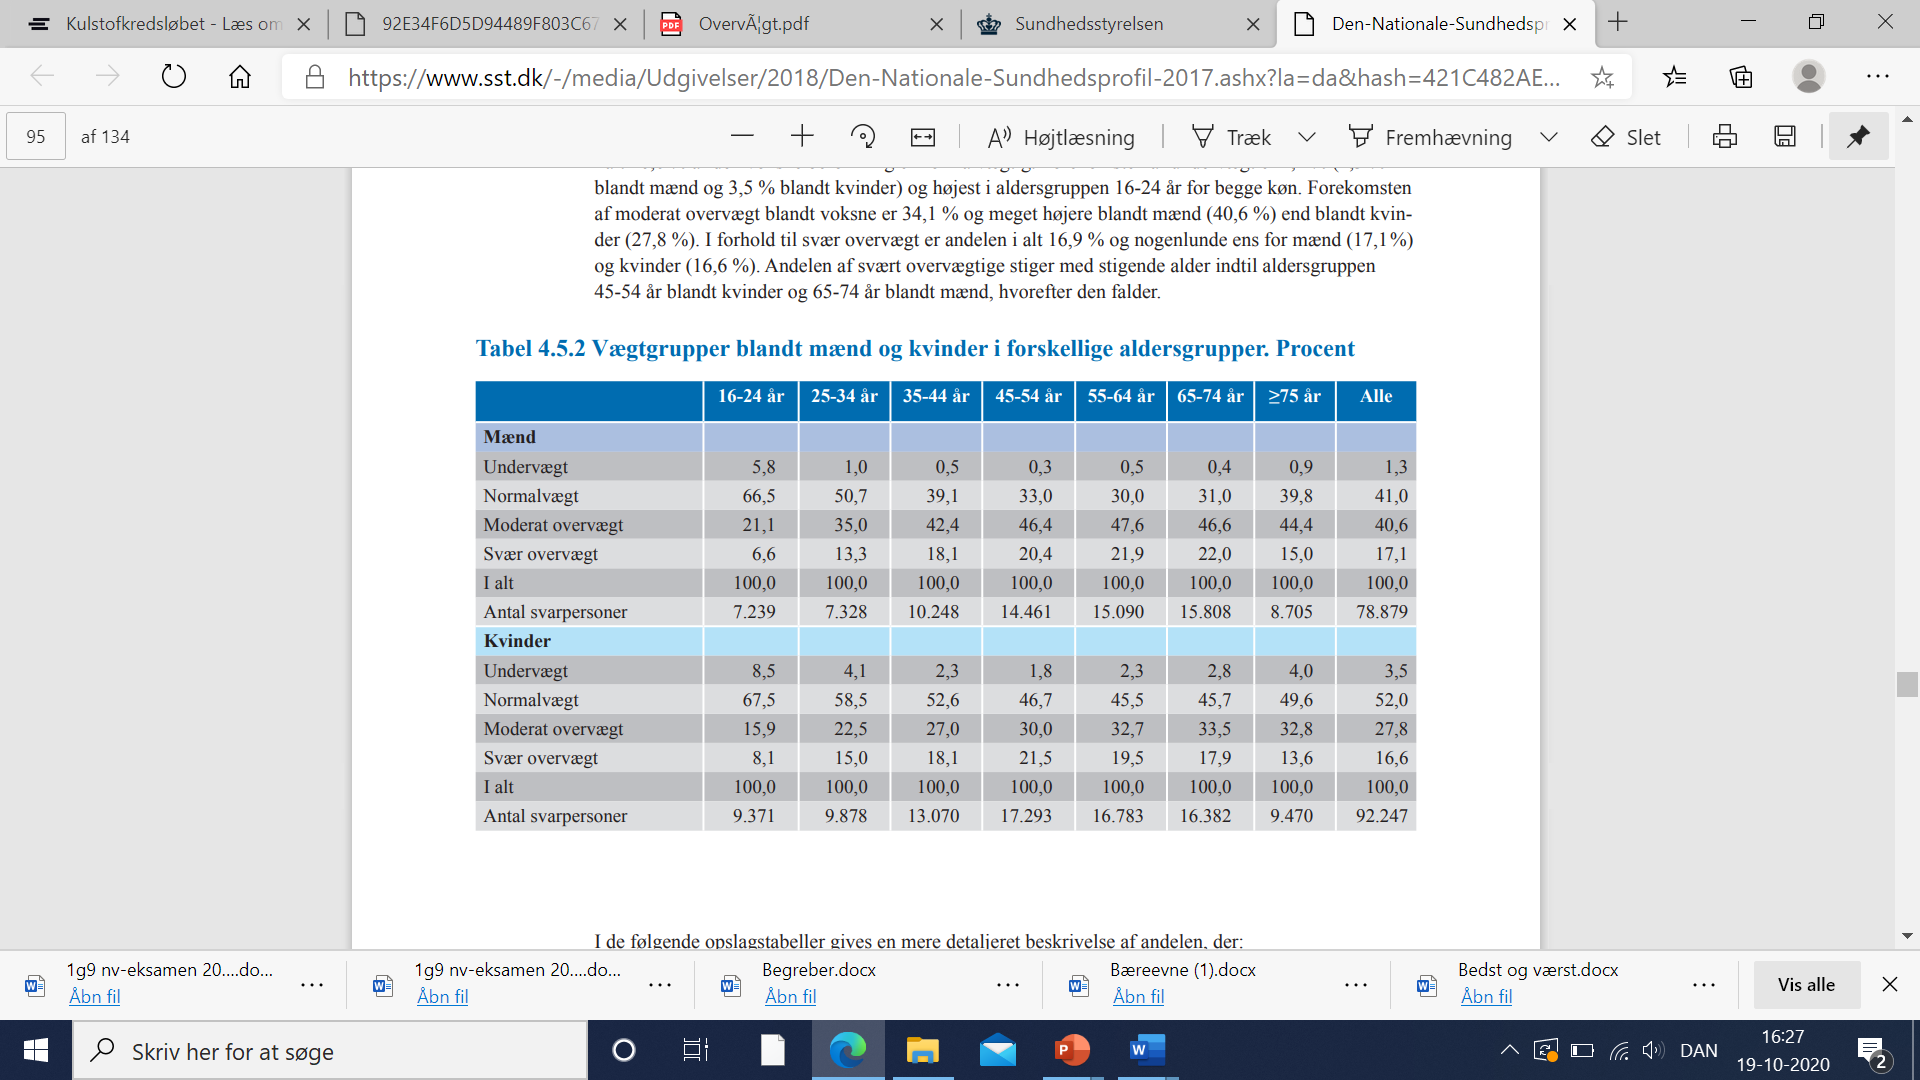 Kulstofkredsløbet - Læs om
92E34F6D5D94489F803C67
OvervÃ¦gt.pdf
Sundhedsstyrelsen
Den-Nationale-Sundhedspr
https://www.sst.dk/-/media/Udgivelser/2018/Den-Nationale-Sundhedsprofil-2017.ashx?la=da&hash=421C482AE...
95 af 134
Højtlæsning Træk Fremhævning Slet
blandt mænd og 3,5 % blandt kvinder) og højest i aldersgruppen 16-24 år for begge køn. Forekomsten
af moderat overvægt blandt voksne er 34,1 % og meget højere blandt mænd (40,6 %) end blandt kvin-
der (27,8 %). I forhold til svær overvægt er andelen i alt 16,9 % og nogenlunde ens for mænd (17,1%)
og kvinder (16,6 %). Andelen af svært overvægtige stiger med stigende alder indtil aldersgruppen
45-54 år blandt kvinder og 65-74 år blandt mænd, hvorefter den falder.
Tabel 4.5.2 Vægtgrupper blandt mænd og kvinder i forskellige aldersgrupper. Procent
16-24 år 25-34 år 35-44 år 45-54 år 55-64 år 65-74 år ≥75 år Alle
Mænd
Undervægt 5,8 1,0 0,5 0,3 0,5 0,4 0,9 1,3
Normalvægt 66,5 50,7 39,1 33,0 30,0 31,0 39,8 41,0
Moderat overvægt 21,1 35,0 42,4 46,4 47,6 46,6 44,4 40,6
Svær overvægt 6,6 13,3 18,1 20,4 21,9 22,0 15,0 17,1
I alt 100,0 100,0 100,0 100,0 100,0 100,0 100,0 100,0
Antal svarpersoner 7.239 7.328 10.248 14.461 15.090 15.808 8.705 78.879
Kvinder
Undervægt 8,5 4,1 2,3 1,8 2,3 2,8 4,0 3,5
Normalvægt 67,5 58,5 52,6 46,7 45,5 45,7 49,6 52,0
Moderat overvægt 15,9 22,5 27,0 30,0 32,7 33,5 32,8 27,8
Svær overvægt 8,1 15,0 18,1 21,5 19,5 17,9 13,6 16,6
I alt 100,0 100,0 100,0 100,0 100,0 100,0 100,0 100,0
Antal svarpersoner 9.371 9.878 13.070 17.293 16.783 16.382 9.470 92.247
I de følgende opslagstabeller gives en mere detaljeret beskrivelse af andelen, der:
1g9 nv-eksamen 20....do...
Åbn fil
1g9 nv-eksamen 20....do...
Åbn fil
Begreber.docx
Åbn fil
Bæreevne (1).docx
Åbn fil
Bedst og værst.docx
Åbn fil
Vis alle
Skriv her for at søge
DAN
16:27
19-10-2020
2